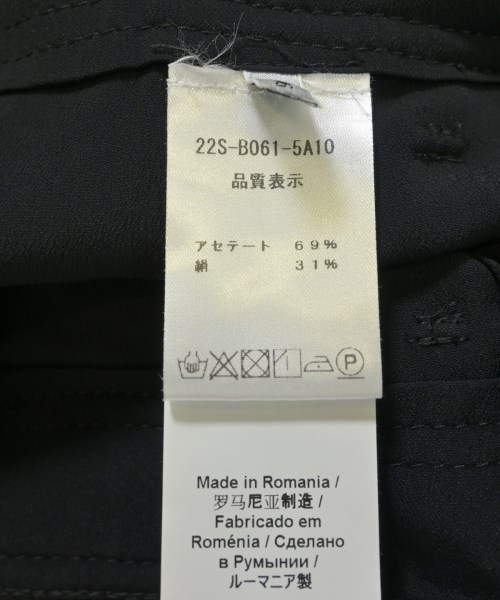 22S-B061-5A10
品質表示
アセテート 69%
絹 31%
P
Made in Romania /
罗马尼亚制造 /
Fabricado em
Roménia / Сделано
в Румынии /
ルーマニア製